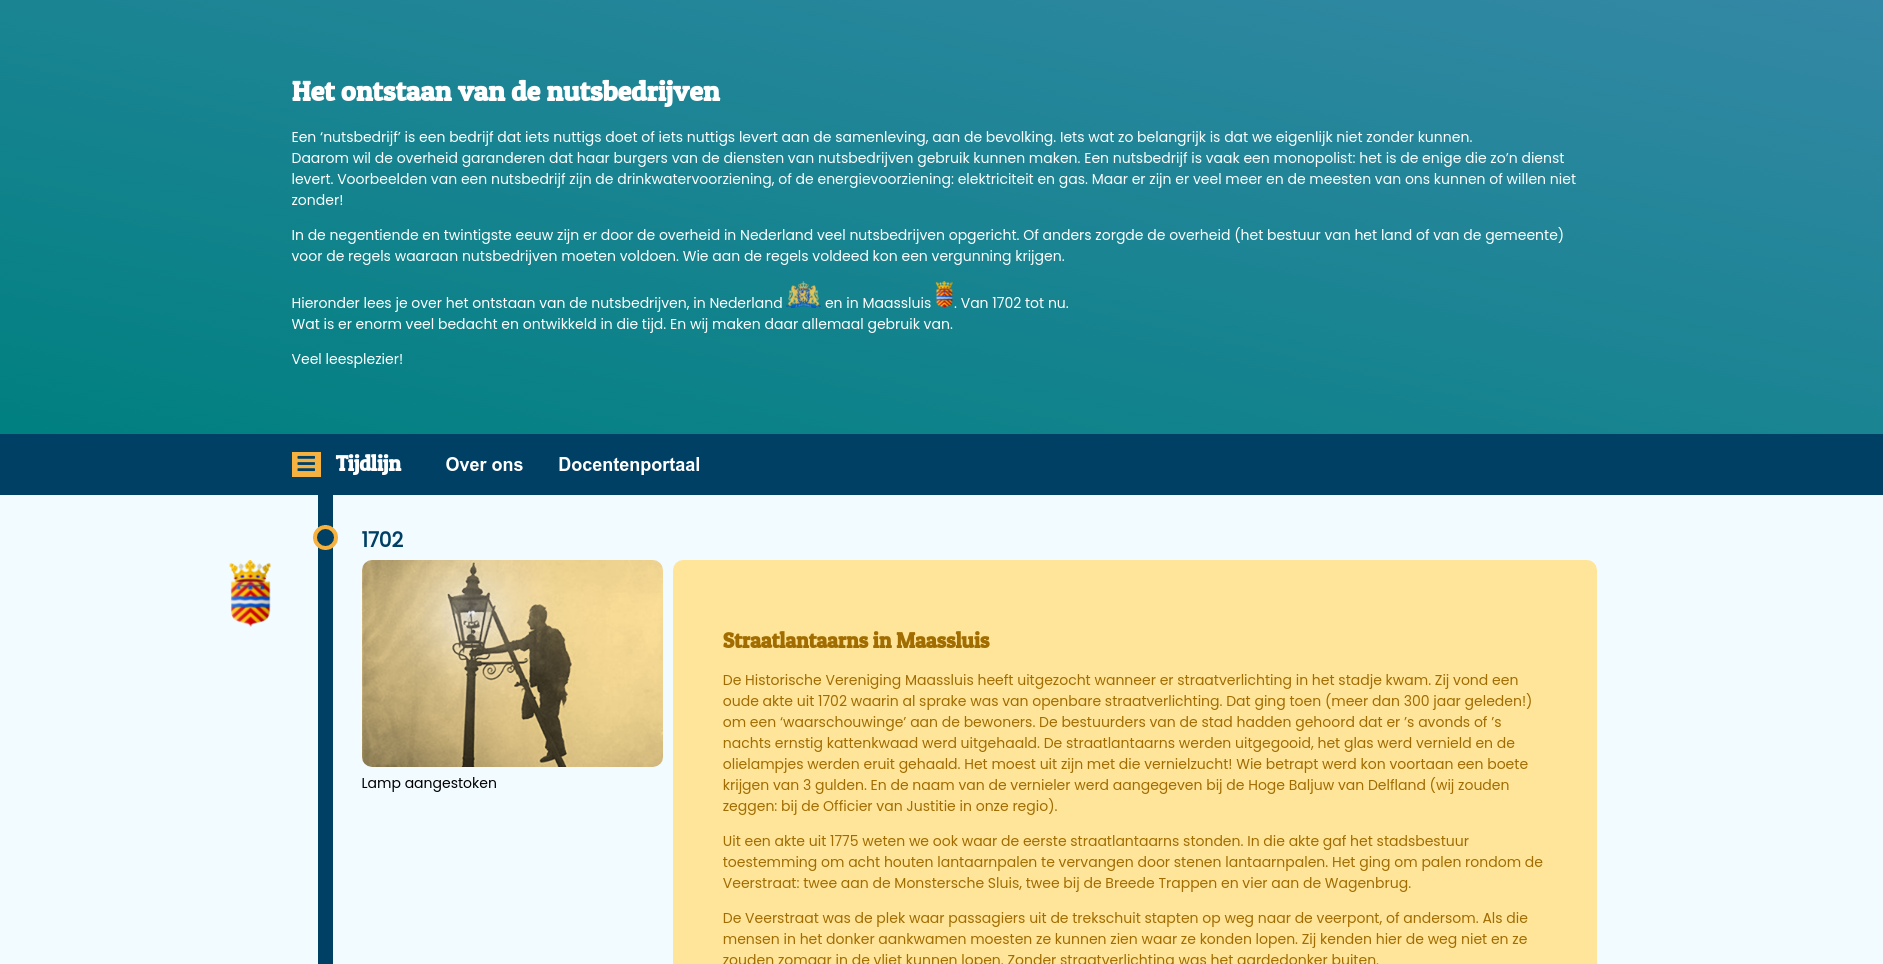 Het ontstaan van de nutsbedrijven
Een ‘nutsbedrijf’ is een bedrijf dat iets nuttigs doet of iets nuttigs levert aan de samenleving, aan de bevolking. Iets wat zo belangrijk is dat we eigenlijk niet zonder kunnen.
Daarom wil de overheid garanderen dat haar burgers van de diensten van nutsbedrijven gebruik kunnen maken. Een nutsbedrijf is vaak een monopolist: het is de enige die zo’n dienst
levert. Voorbeelden van een nutsbedrijf zijn de drinkwatervoorziening, of de energievoorziening: elektriciteit en gas. Maar er zijn er veel meer en de meesten van ons kunnen of willen niet
zonder!
In de negentiende en twintigste eeuw zijn er door de overheid in Nederland veel nutsbedrijven opgericht. Of anders zorgde de overheid (het bestuur van het land of van de gemeente)
voor de regels waaraan nutsbedrijven moeten voldoen. Wie aan de regels voldeed kon een vergunning krijgen.
Hieronder lees je over het ontstaan van de nutsbedrijven, in Nederland en in Maassluis . Van 1702 tot nu.
Wat is er enorm veel bedacht en ontwikkeld in die tijd. En wij maken daar allemaal gebruik van.
Veel leesplezier!
Tijdlijn Over ons Docentenportaal
1702
Lamp aangestoken
Straatlantaarns in Maassluis
De Historische Vereniging Maassluis heeft uitgezocht wanneer er straatverlichting in het stadje kwam. Zij vond een
oude akte uit 1702 waarin al sprake was van openbare straatverlichting. Dat ging toen (meer dan 300 jaar geleden!)
om een ‘waarschouwinge’ aan de bewoners. De bestuurders van de stad hadden gehoord dat er ’s avonds of ’s
nachts ernstig kattenkwaad werd uitgehaald. De straatlantaarns werden uitgegooid, het glas werd vernield en de
olielampjes werden eruit gehaald. Het moest uit zijn met die vernielzucht! Wie betrapt werd kon voortaan een boete
krijgen van 3 gulden. En de naam van de vernieler werd aangegeven bij de Hoge Baljuw van Delfland (wij zouden
zeggen: bij de Officier van Justitie in onze regio).
Uit een akte uit 1775 weten we ook waar de eerste straatlantaarns stonden. In die akte gaf het stadsbestuur
toestemming om acht houten lantaarnpalen te vervangen door stenen lantaarnpalen. Het ging om palen rondom de
Veerstraat: twee aan de Monstersche Sluis, twee bij de Breede Trappen en vier aan de Wagenbrug.
De Veerstraat was de plek waar passagiers uit de trekschuit stapten op weg naar de veerpont, of andersom. Als die
mensen in het donker aankwamen moesten ze kunnen zien waar ze konden lopen. Zij kenden hier de weg niet en ze
zouden zomaar in de vliet kunnen lopen. Zonder straatverlichting was het aardedonker buiten.